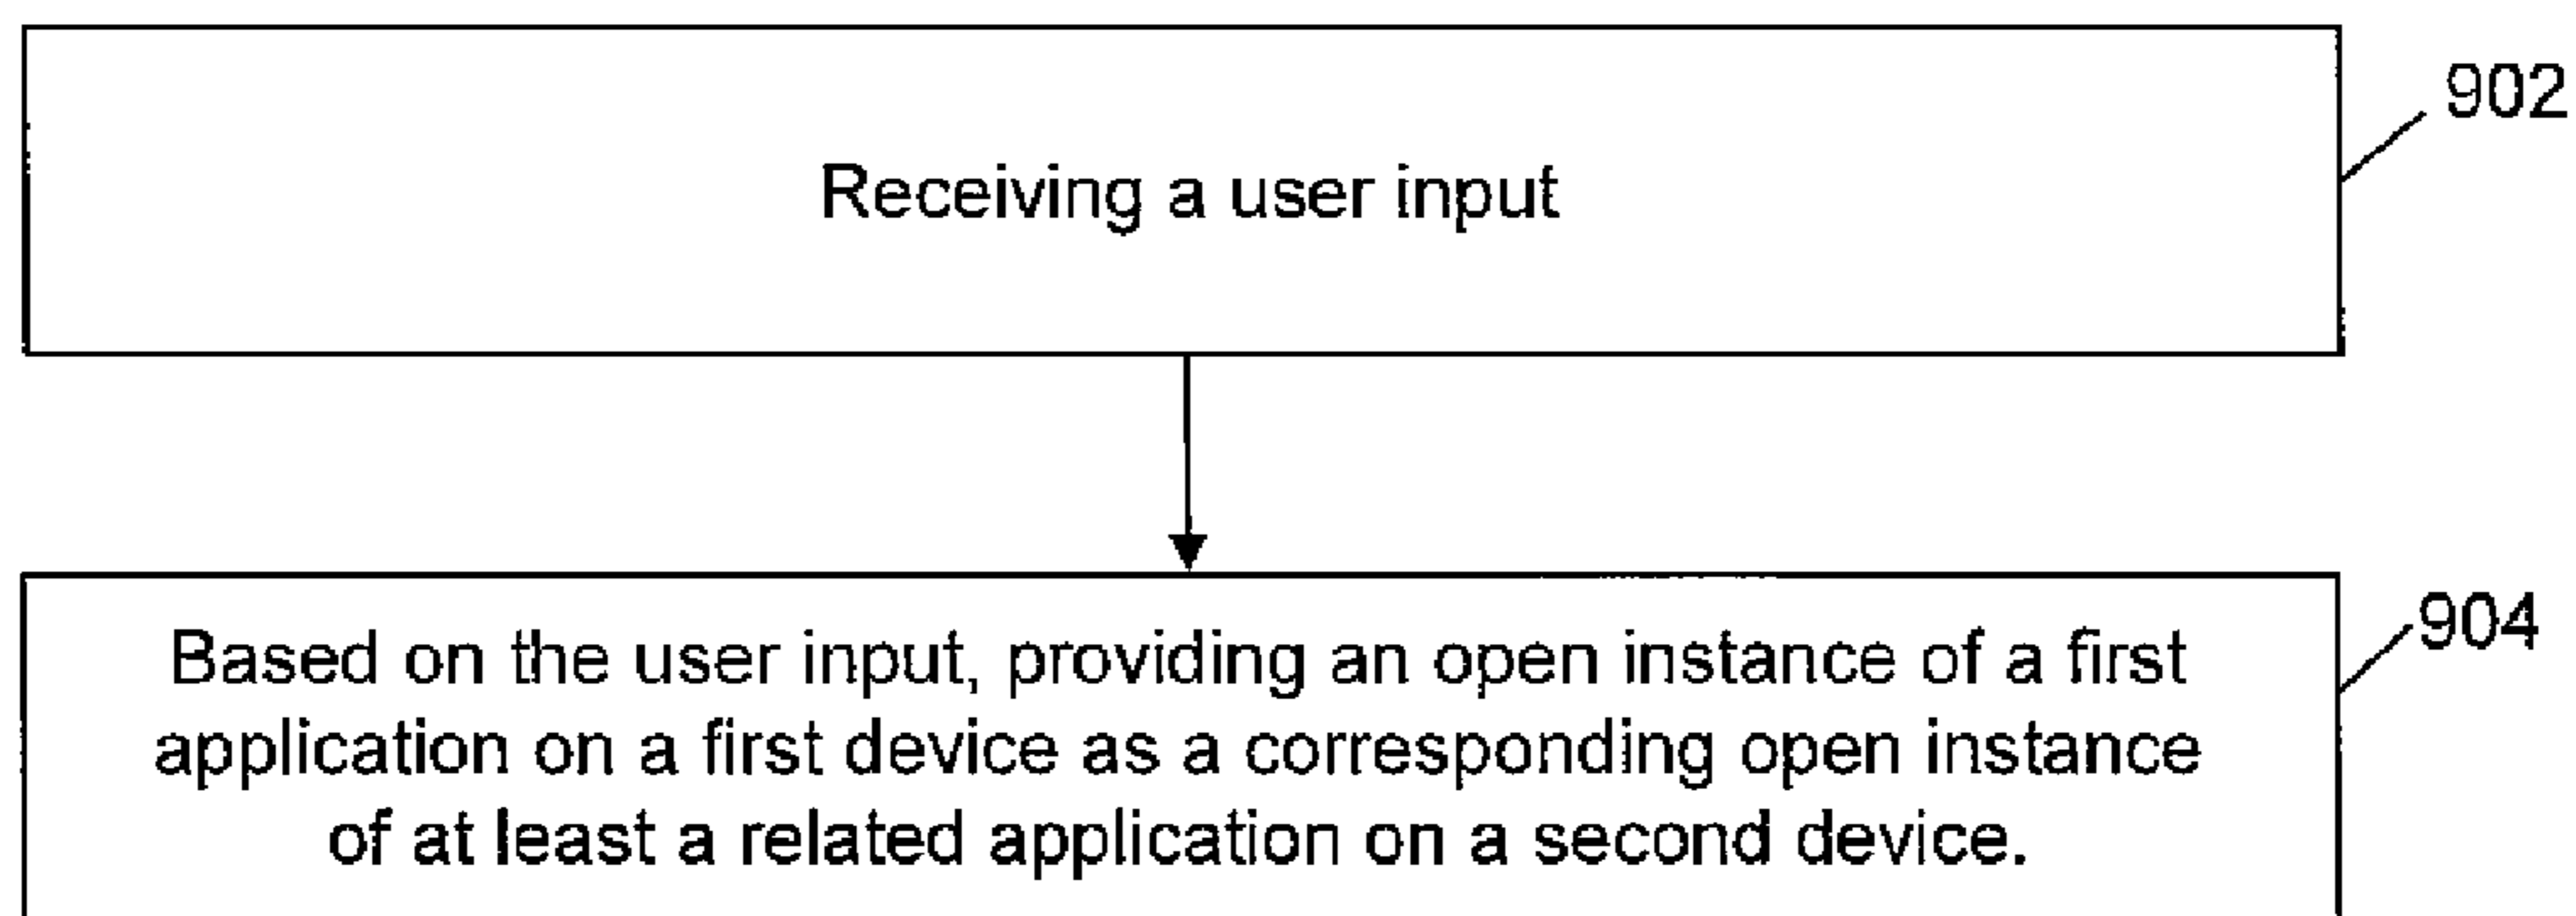 902
Receiving a user input
904
Based on the user input, providing an open instance of a first
application on a first device as a corresponding open instance
of at least a related application on a second device.